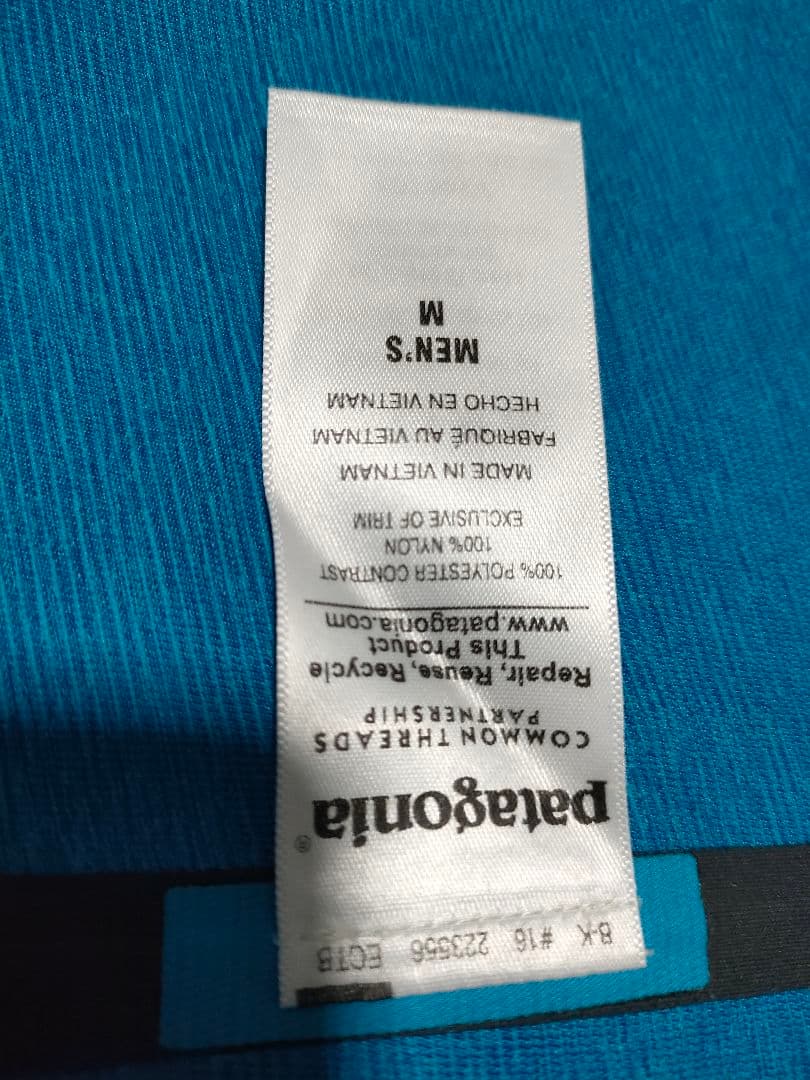 B-K #16 223556 ECTB
patagonia®
COMMON THREADS
PARTNERSHIP
Repair, Reuse, Recycle
This Product
www.patagonia.com
100% POLYESTER CONTRAST
100% NYLON
EXCLUSIVE OF TRIM
MADE IN VIETNAM
FABRIQUÉ AU VIETNAM
HECHO EN VIETNAM
MEN'S
M